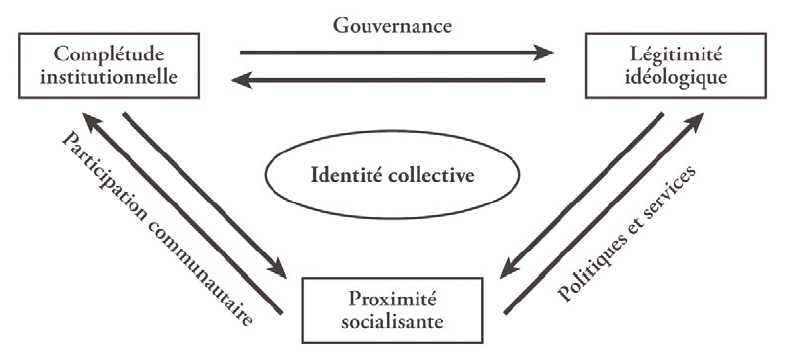 Gouvernance
Complétude
institutionnelle
Légitimité
idéologique
Identité collective
Participation communautaire
Politiques et services
Proximité
socialisante